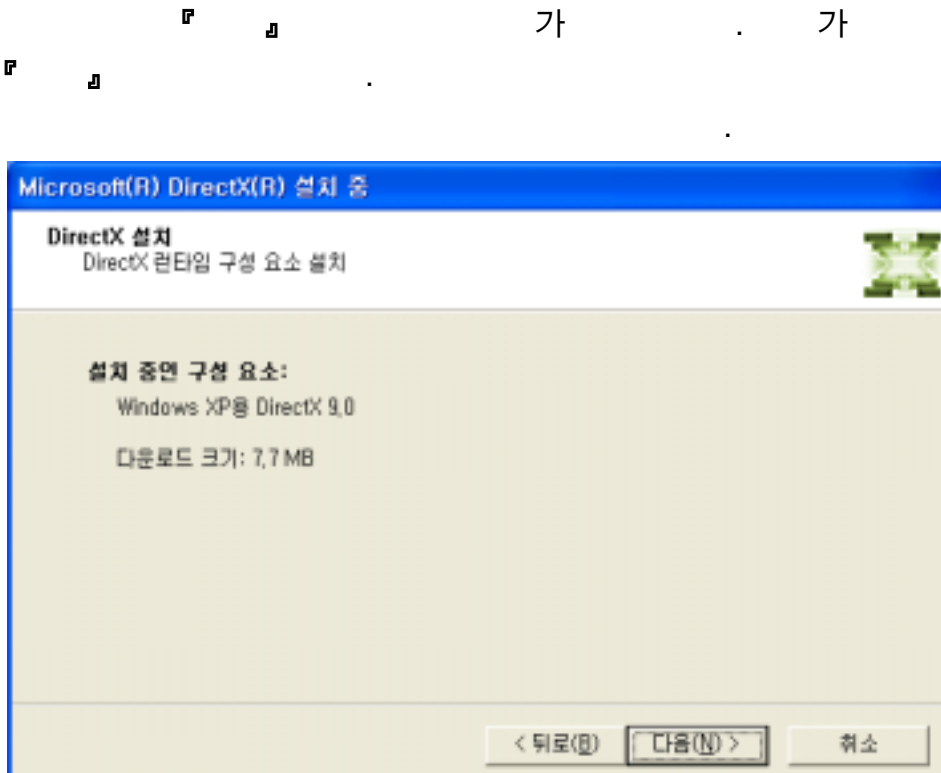 『 』 가 . 가
『 』 .
.
Microsoft(R) DirectX(R) 설치 중
DirectX 설치
DirectX 런타임 구성 요소 설치
설치 중인 구성 요소:
Windows XP용 DirectX 9.0
다운로드 크기: 7.7 MB
< 뒤로(B) 다음(N) > 취소